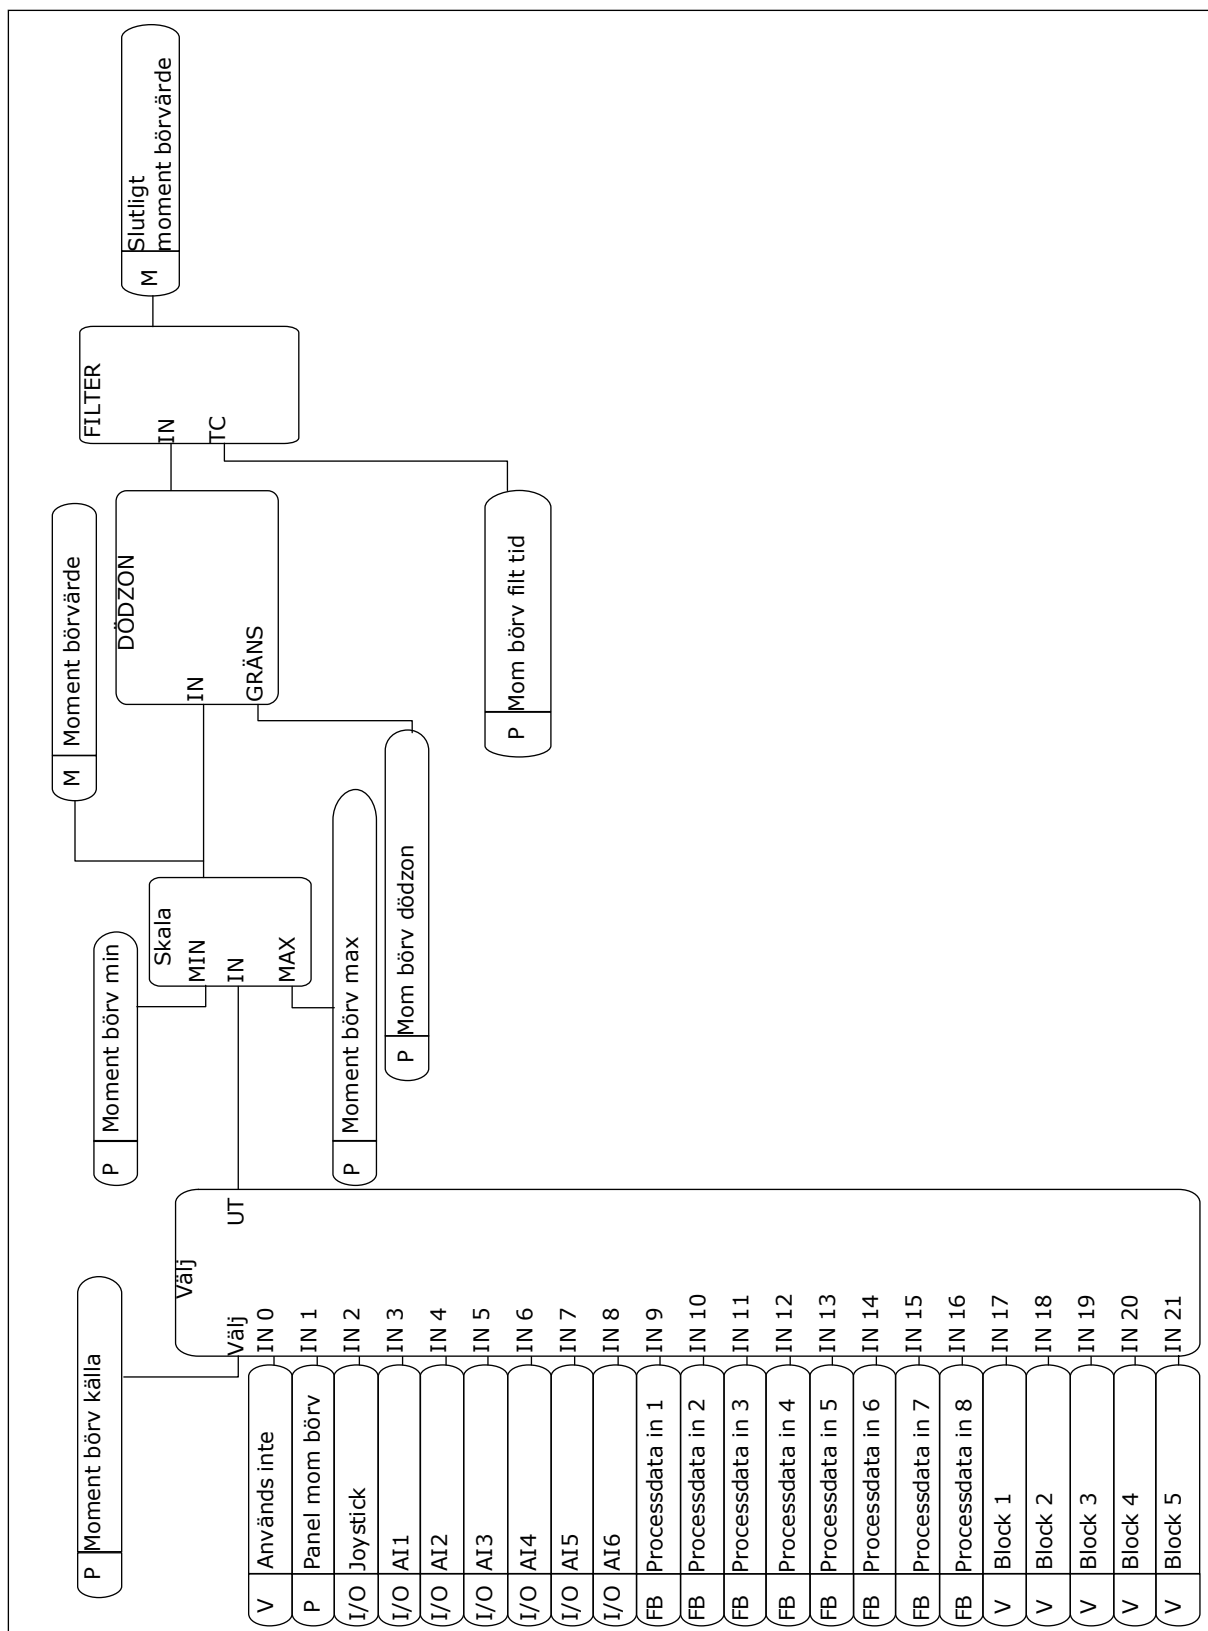 P Moment börv källa
Välj
Välj
UT
V Används inte IN 0
P Panel mom börv IN 1
I/O Joystick IN 2
I/O AI1 IN 3
I/O AI2 IN 4
I/O AI3 IN 5
I/O AI4 IN 6
I/O AI5 IN 7
I/O AI6 IN 8
FB Processdata in 1 IN 9
FB Processdata in 2 IN 10
FB Processdata in 3 IN 11
FB Processdata in 4 IN 12
FB Processdata in 5 IN 13
FB Processdata in 6 IN 14
FB Processdata in 7 IN 15
FB Processdata in 8 IN 16
V Block 1 IN 17
V Block 2 IN 18
V Block 3 IN 19
V Block 4 IN 20
V Block 5 IN 21
P Moment börv min
Skala
MIN
IN
MAX
P Moment börv max
M Moment börvärde
DÖDZON
IN
GRÄNS
P Mom börv dödzon
FILTER
IN
TC
P Mom börv filt tid
M Slutligt
moment börvärde